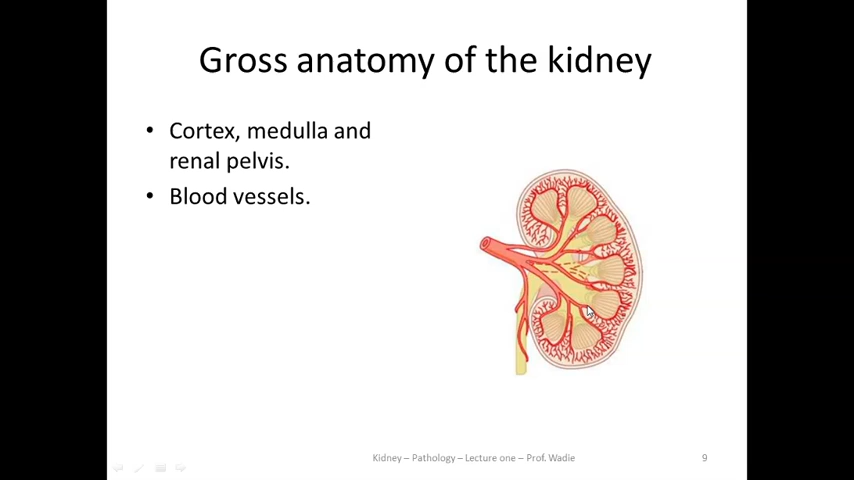 Gross anatomy of the kidney
• Cortex, medulla and
renal pelvis.
• Blood vessels.
Kidney – Pathology – Lecture one – Prof. Wadie
9